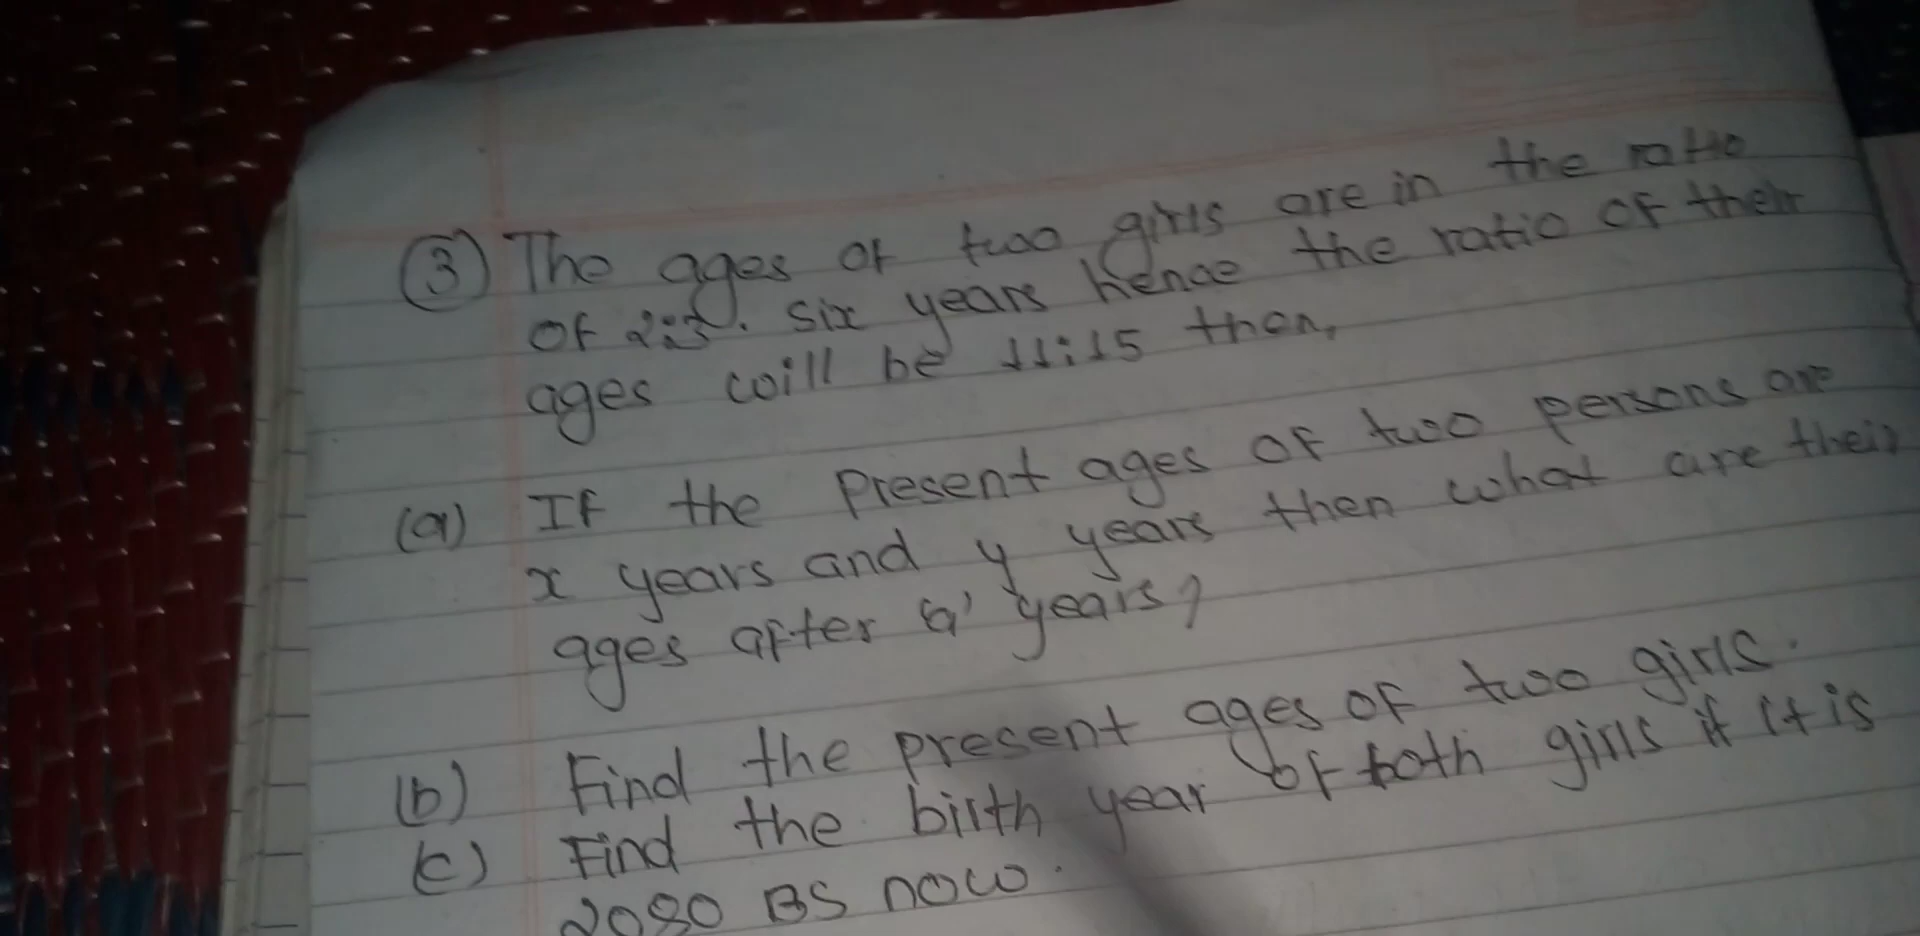 ③ The ages of two girls are in the ratio
of 2:3. six years hence the ratio of their
ages will be 11:15 then,
(a) If the present ages of two persons are
x years and y years then what are their
ages after 'a' years?
(b) Find the present ages of two girls.
(c) Find the birth year of both girls if it is
2080 BS now.